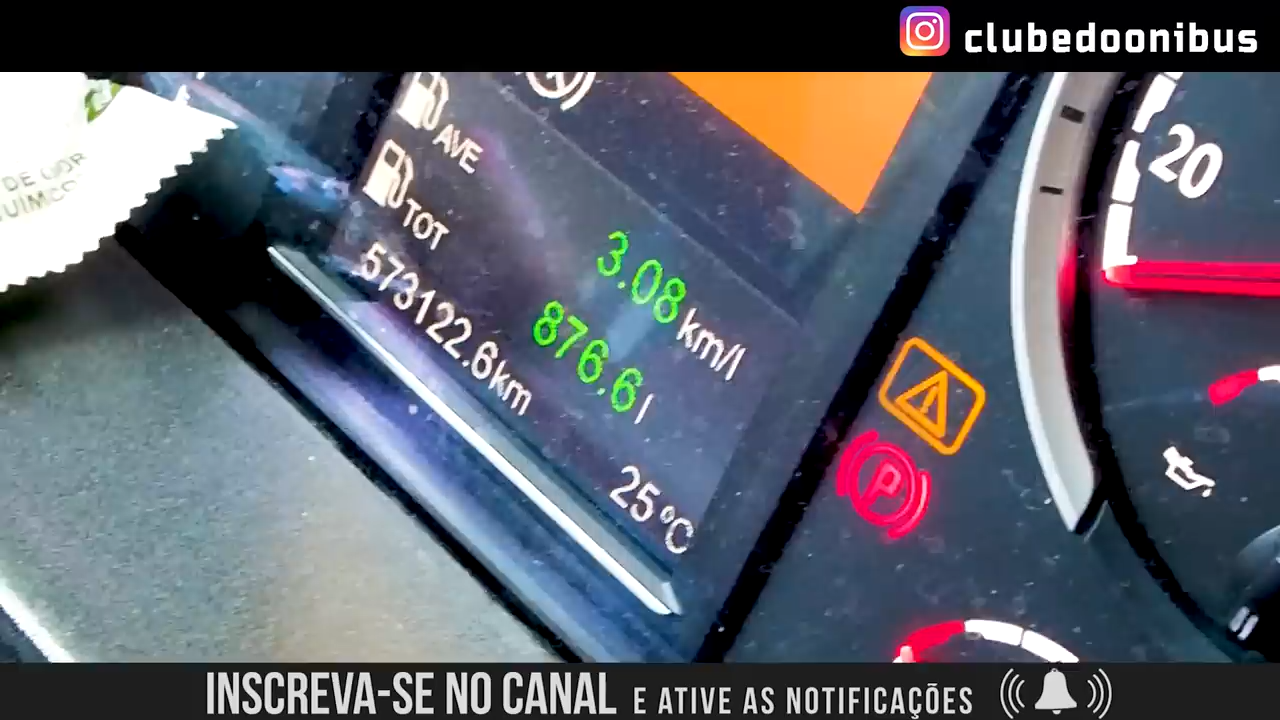 clubedoonibus
AVE 3.08 km/l
TOT 876.6 l
573122.6km 25°C
20
P
DE
INSCREVA-SE NO CANAL E ATIVE AS NOTIFICAÇÕES